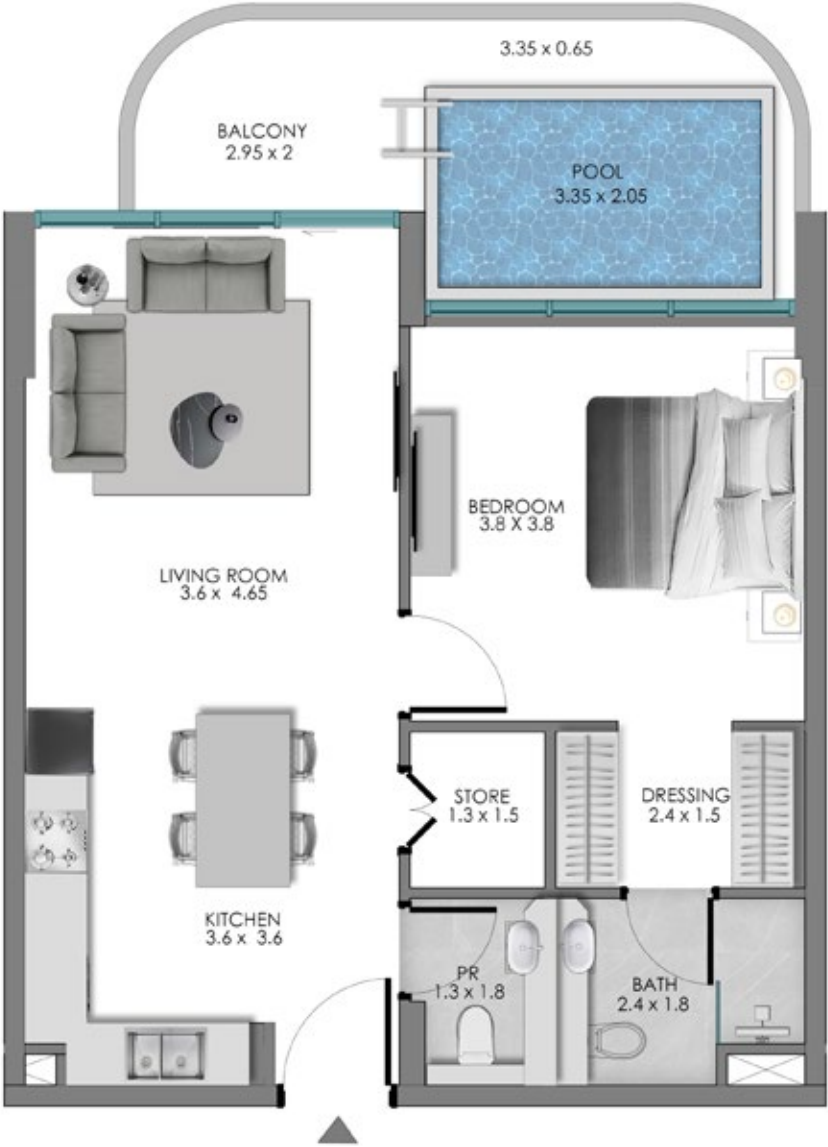 3.35 x 0.65
BALCONY
2.95 x 2
POOL
3.35 x 2.05
BEDROOM
3.8 X 3.8
LIVING ROOM
3.6 x 4.65
STORE
1.3 x 1.5
DRESSING
2.4 x 1.5
KITCHEN
3.6 x 3.6
PR
1.3 x 1.8
BATH
2.4 x 1.8